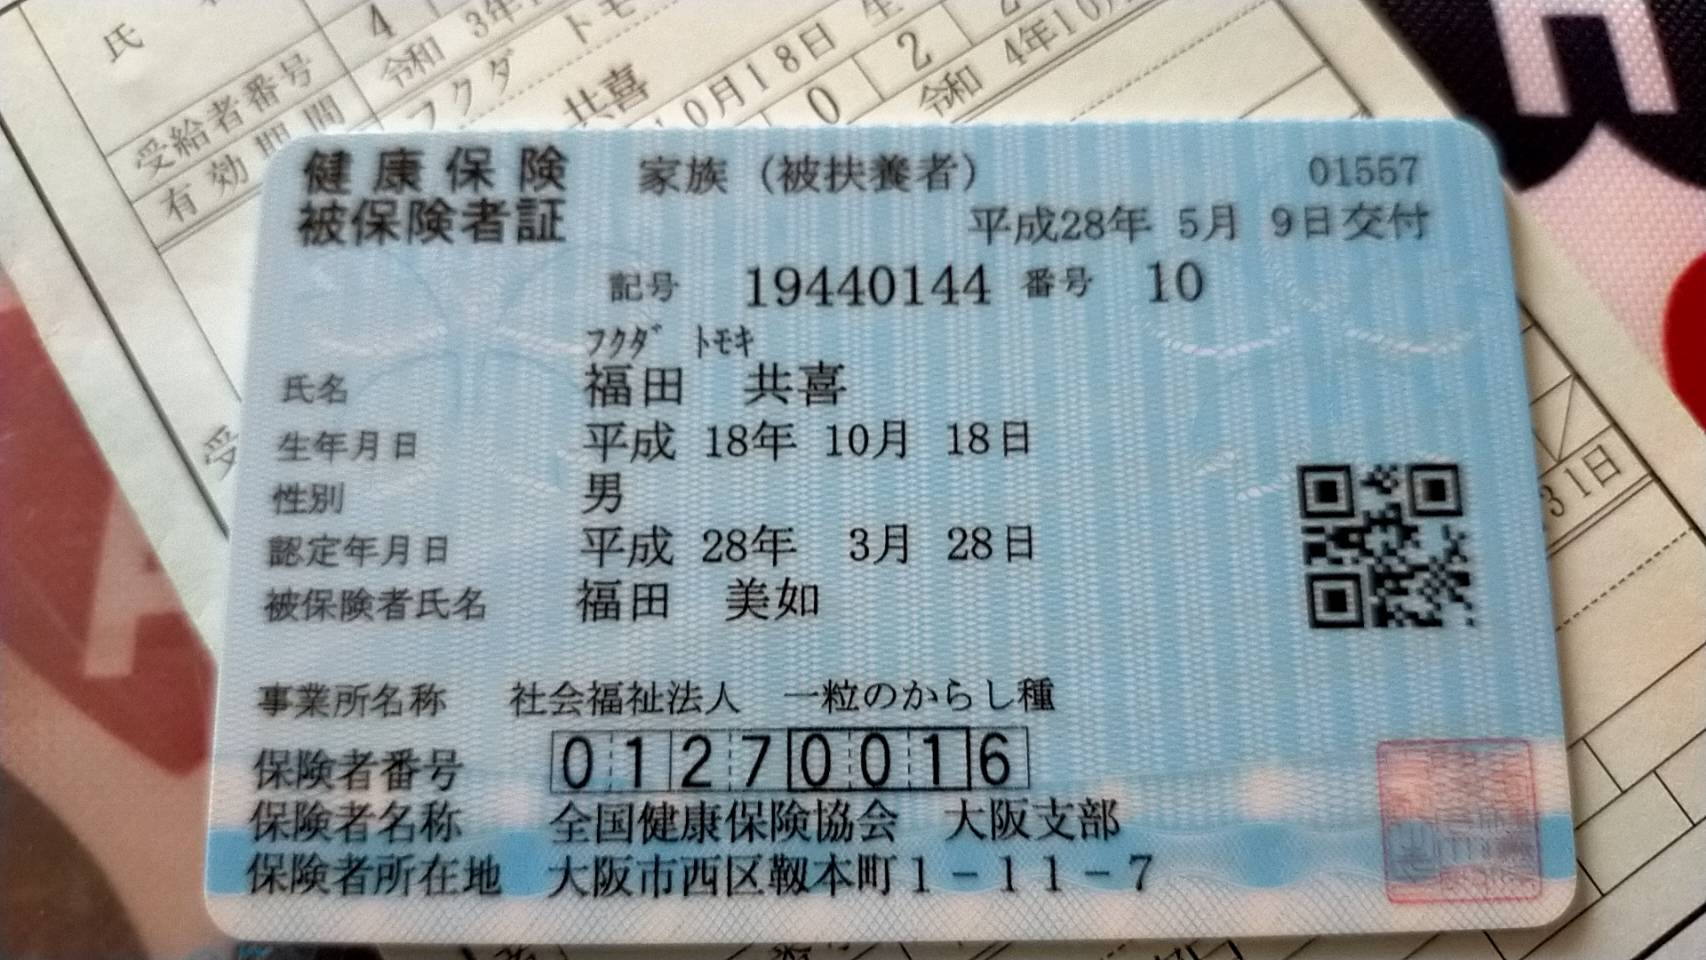 氏
4
令和 3年
受給者番号
有効期間
フクダ トモ
共喜
0月18日 生
0 2
令和 4年10
健康保険 家族（被扶養者） 01557
被保険者証 平成28年 5月 9日交付
記号 19440144 番号 10
ﾌｸﾀﾞ ﾄﾓｷ
氏名 福田 共喜
生年月日 平成 18年 10月 18日
性別 男
認定年月日 平成 28年 3月 28日
被保険者氏名 福田 美如
受
31日
事業所名称 社会福祉法人 一粒のからし種
保険者番号 01270016
保険者名称 全国健康保険協会 大阪支部
保険者所在地 大阪市西区靱本町１－１１－７